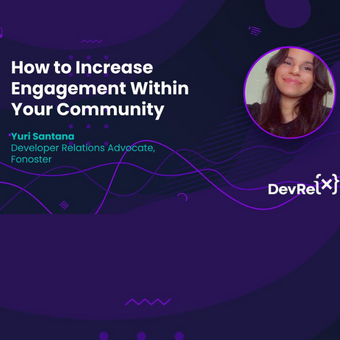 How to Increase
Engagement Within
Your Community
Yuri Santana
Developer Relations Advocate,
Fonoster
DevRel{×}